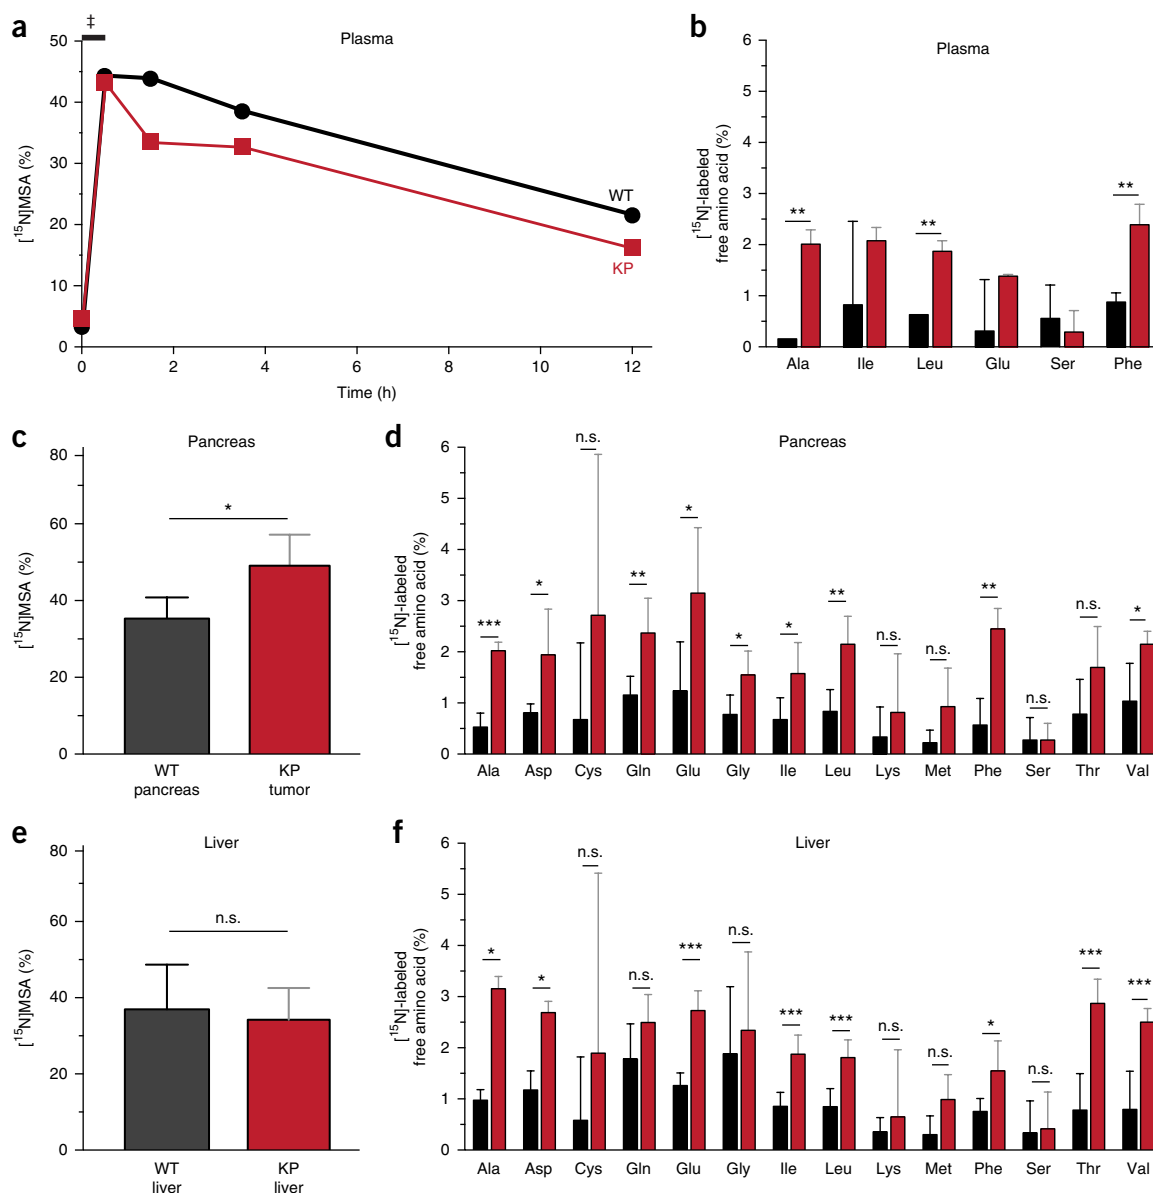 a
‡
Plasma
50
40
30
20
10
0
[15N]MSA (%)
WT
KP
0 2 4 6 8 10 12
Time (h)
b
Plasma
6
5
4
3
2
1
0
[15N]-labeled
free amino acid (%)
** ** **
Ala Ile Leu Glu Ser Phe
c
Pancreas
80
60
40
20
0
[15N]MSA (%)
*
WT KP
pancreas tumor
d
Pancreas
6
5
4
3
2
1
0
[15N]-labeled
free amino acid (%)
*** * n.s. ** * * * ** n.s. n.s. ** n.s. n.s. *
Ala Asp Cys Gln Glu Gly Ile Leu Lys Met Phe Ser Thr Val
e
Liver
80
60
40
20
0
[15N]MSA (%)
n.s.
WT KP
liver liver
f
Liver
6
5
4
3
2
1
0
[15N]-labeled
free amino acid (%)
* * n.s. n.s. *** n.s. *** *** n.s. n.s. * n.s. *** ***
Ala Asp Cys Gln Glu Gly Ile Leu Lys Met Phe Ser Thr Val